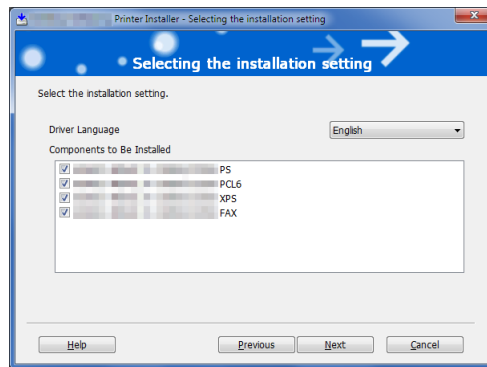 Printer Installer - Selecting the installation setting
Selecting the installation setting
Select the installation setting.
Driver Language
English
Components to Be Installed
PS
PCL6
XPS
FAX
Help
Previous
Next
Cancel